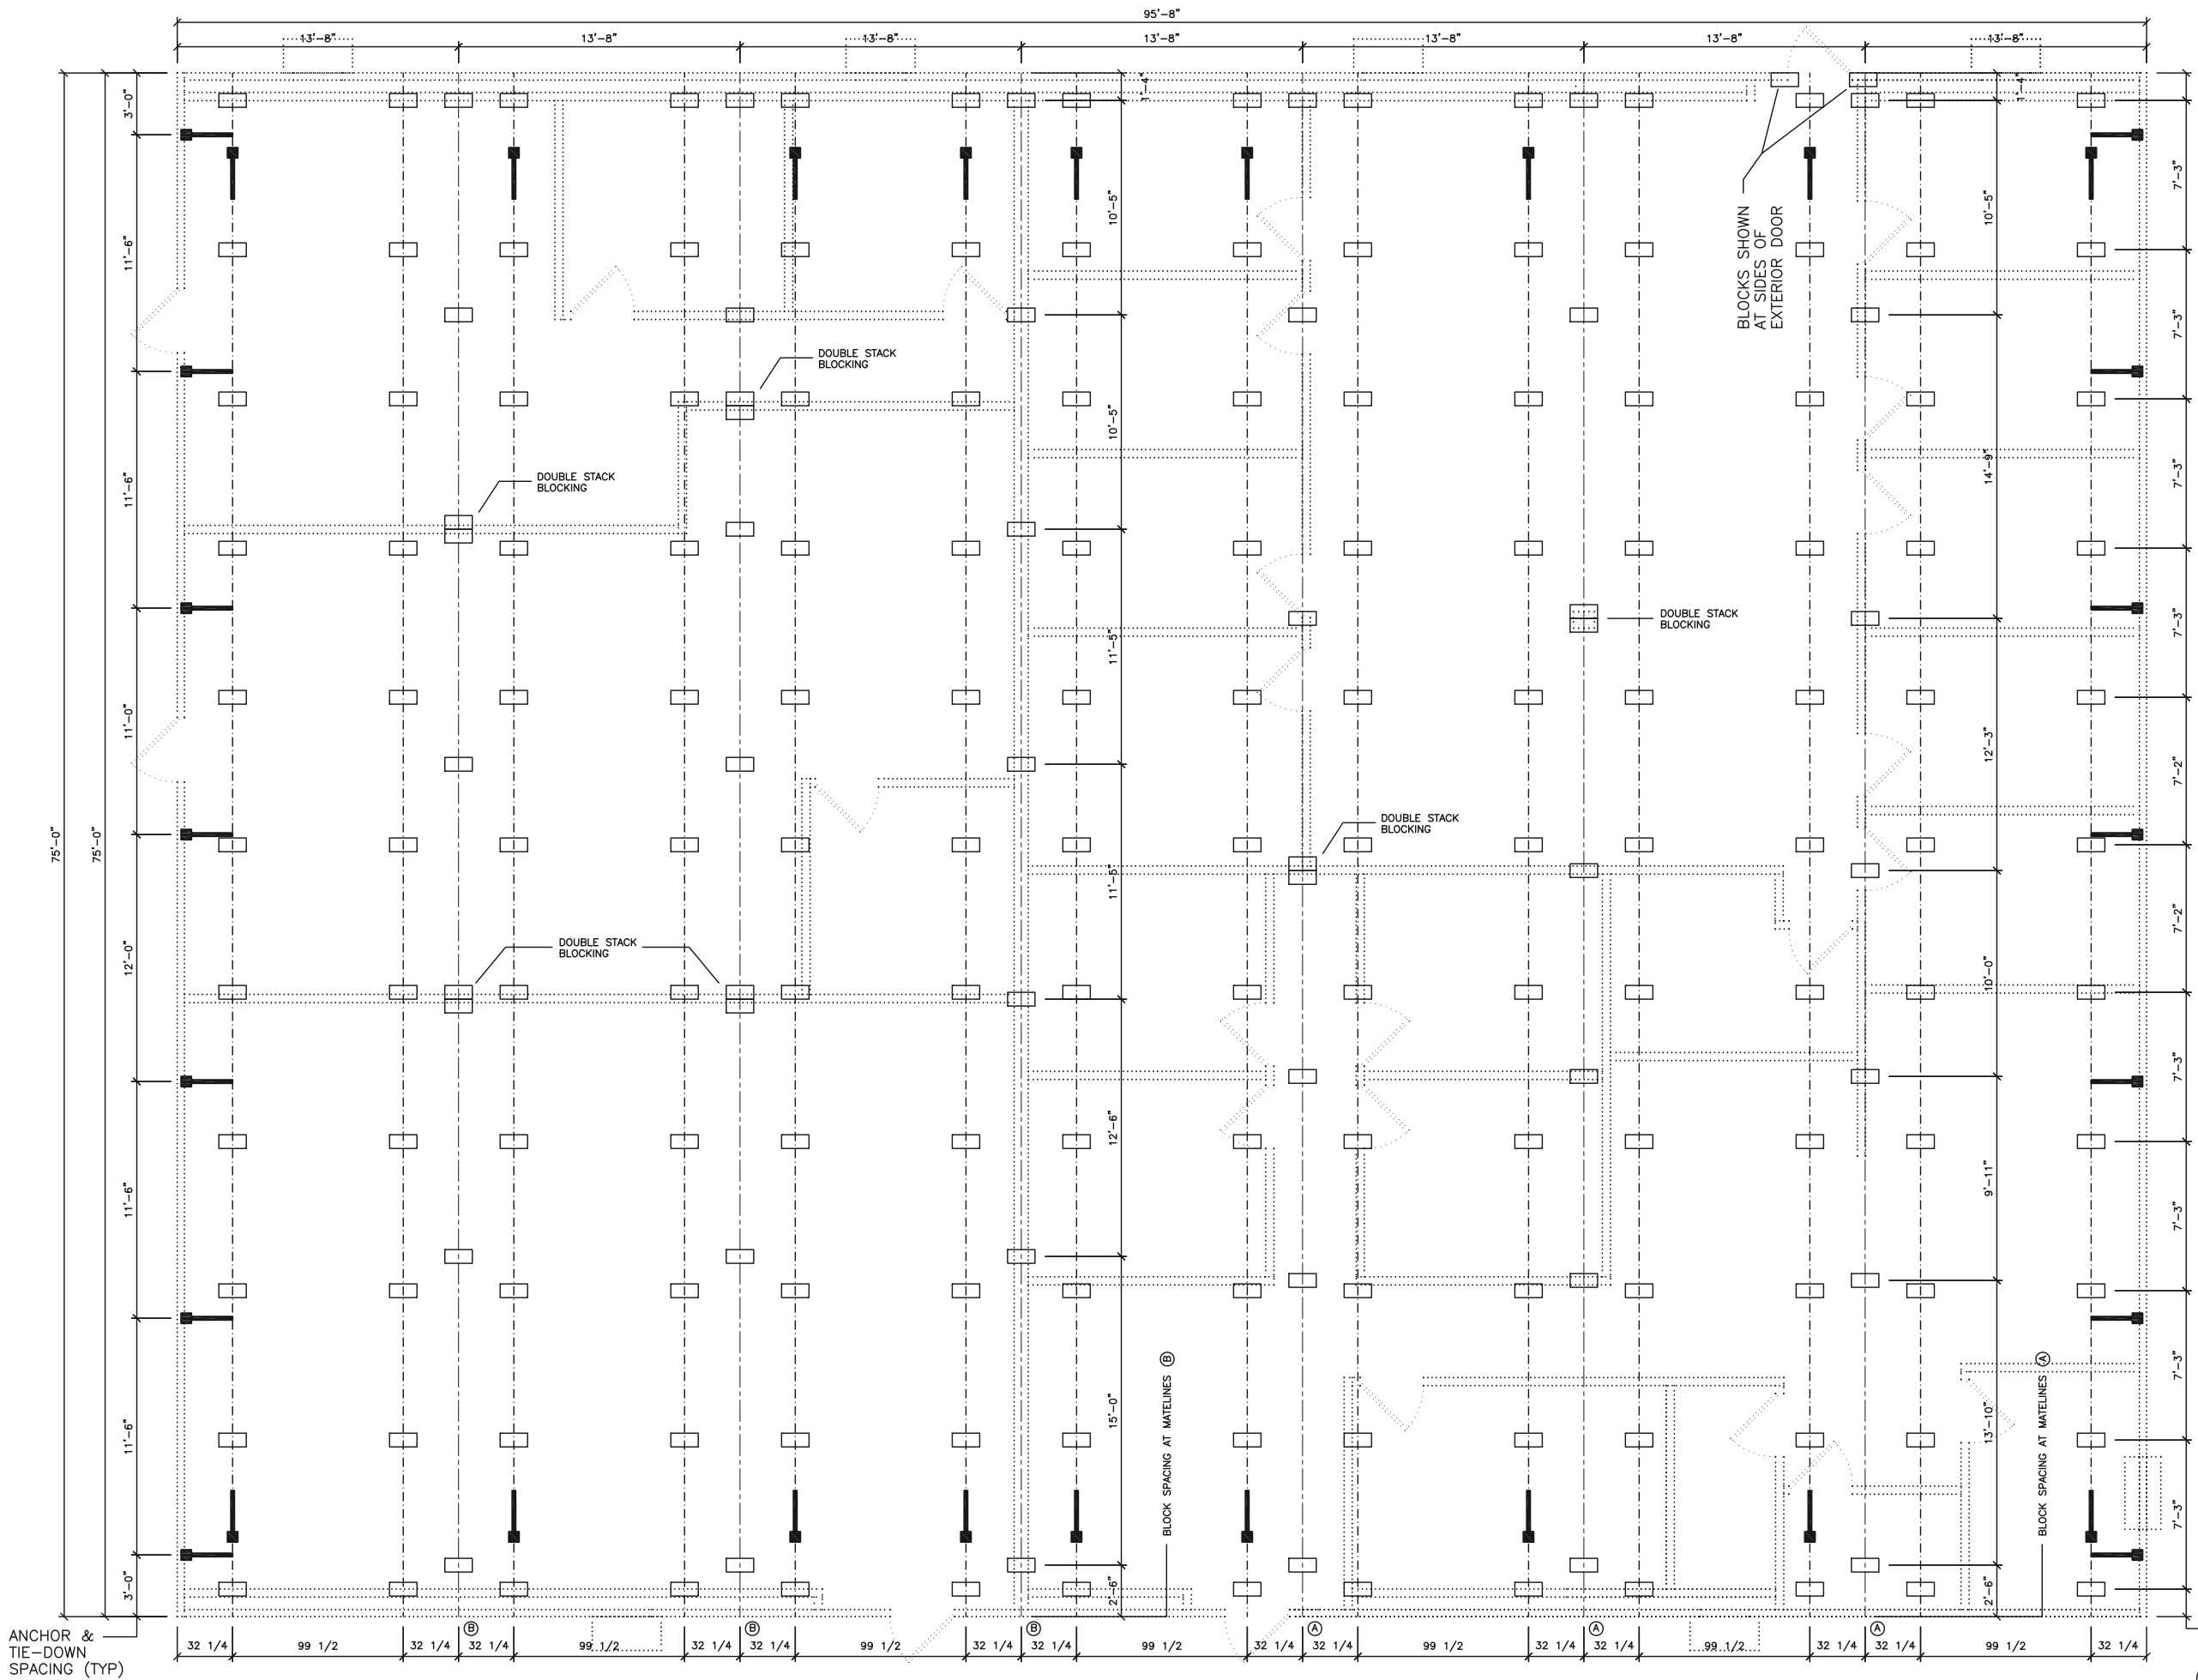 95'-8"
13'-8"
13'-8"
13'-8"
13'-8"
13'-8"
13'-8"
13'-8"
75'-0"
75'-0"
3'-0"
11'-6"
11'-6"
11'-0"
12'-0"
11'-6"
11'-6"
3'-0"
DOUBLE STACK
BLOCKING
DOUBLE STACK
BLOCKING
DOUBLE STACK
BLOCKING
1'-4"
10'-5"
10'-5"
11'-5"
11'-5"
12'-6"
15'-0"
2'-6"
BLOCK SPACING AT MATELINES B
DOUBLE STACK
BLOCKING
DOUBLE STACK
BLOCKING
BLOCKS SHOWN
AT SIDES OF
EXTERIOR DOOR
1'-4"
10'-5"
14'-9"
12'-3"
10'-0"
9'-11"
13'-10"
2'-6"
BLOCK SPACING AT MATELINES A
7'-3"
7'-3"
7'-3"
7'-3"
7'-2"
7'-2"
7'-3"
7'-3"
7'-3"
7'-3"
B
B
B
A
A
A
ANCHOR &
TIE-DOWN
SPACING (TYP)
32 1/4
99 1/2
32 1/4
32 1/4
99 1/2
32 1/4
32 1/4
99 1/2
32 1/4
32 1/4
99 1/2
32 1/4
32 1/4
99 1/2
32 1/4
32 1/4
99 1/2
32 1/4
32 1/4
99 1/2
32 1/4